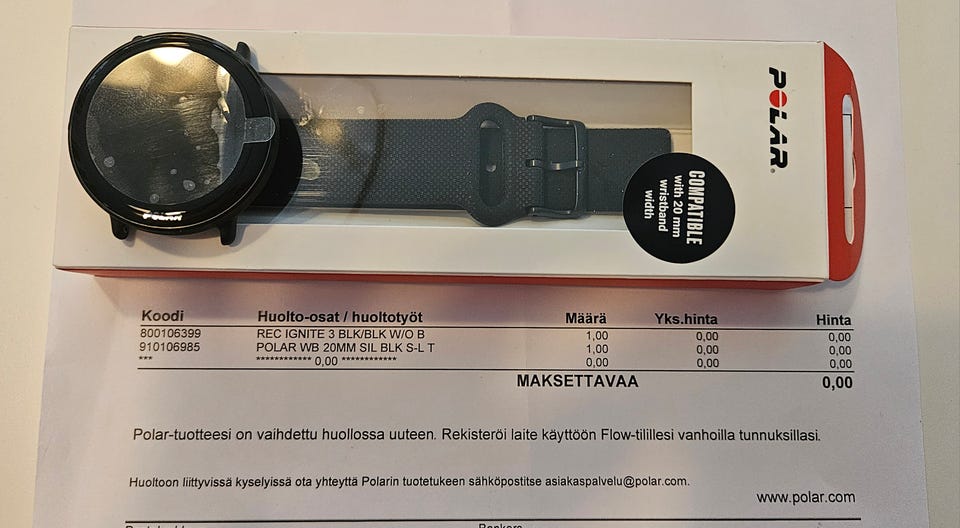 POLAR
POLAR
COMPATIBLE
with 20 mm
wristband
width
Koodi Huolto-osat / huoltotyöt Määrä Yks.hinta Hinta
800106399 REC IGNITE 3 BLK/BLK W/O B 1,00 0,00 0,00
910106985 POLAR WB 20MM SIL BLK S-L T 1,00 0,00 0,00
*** ************ 0,00 ************ 0,00 0,00 0,00
MAKSETTAVAA 0,00
Polar-tuotteesi on vaihdettu huollossa uuteen. Rekisteröi laite käyttöön Flow-tilillesi vanhoilla tunnuksillasi.
Huoltoon liittyvissä kyselyissä ota yhteyttä Polarin tuotetukeen sähköpostitse asiakaspalvelu@polar.com.
www.polar.com